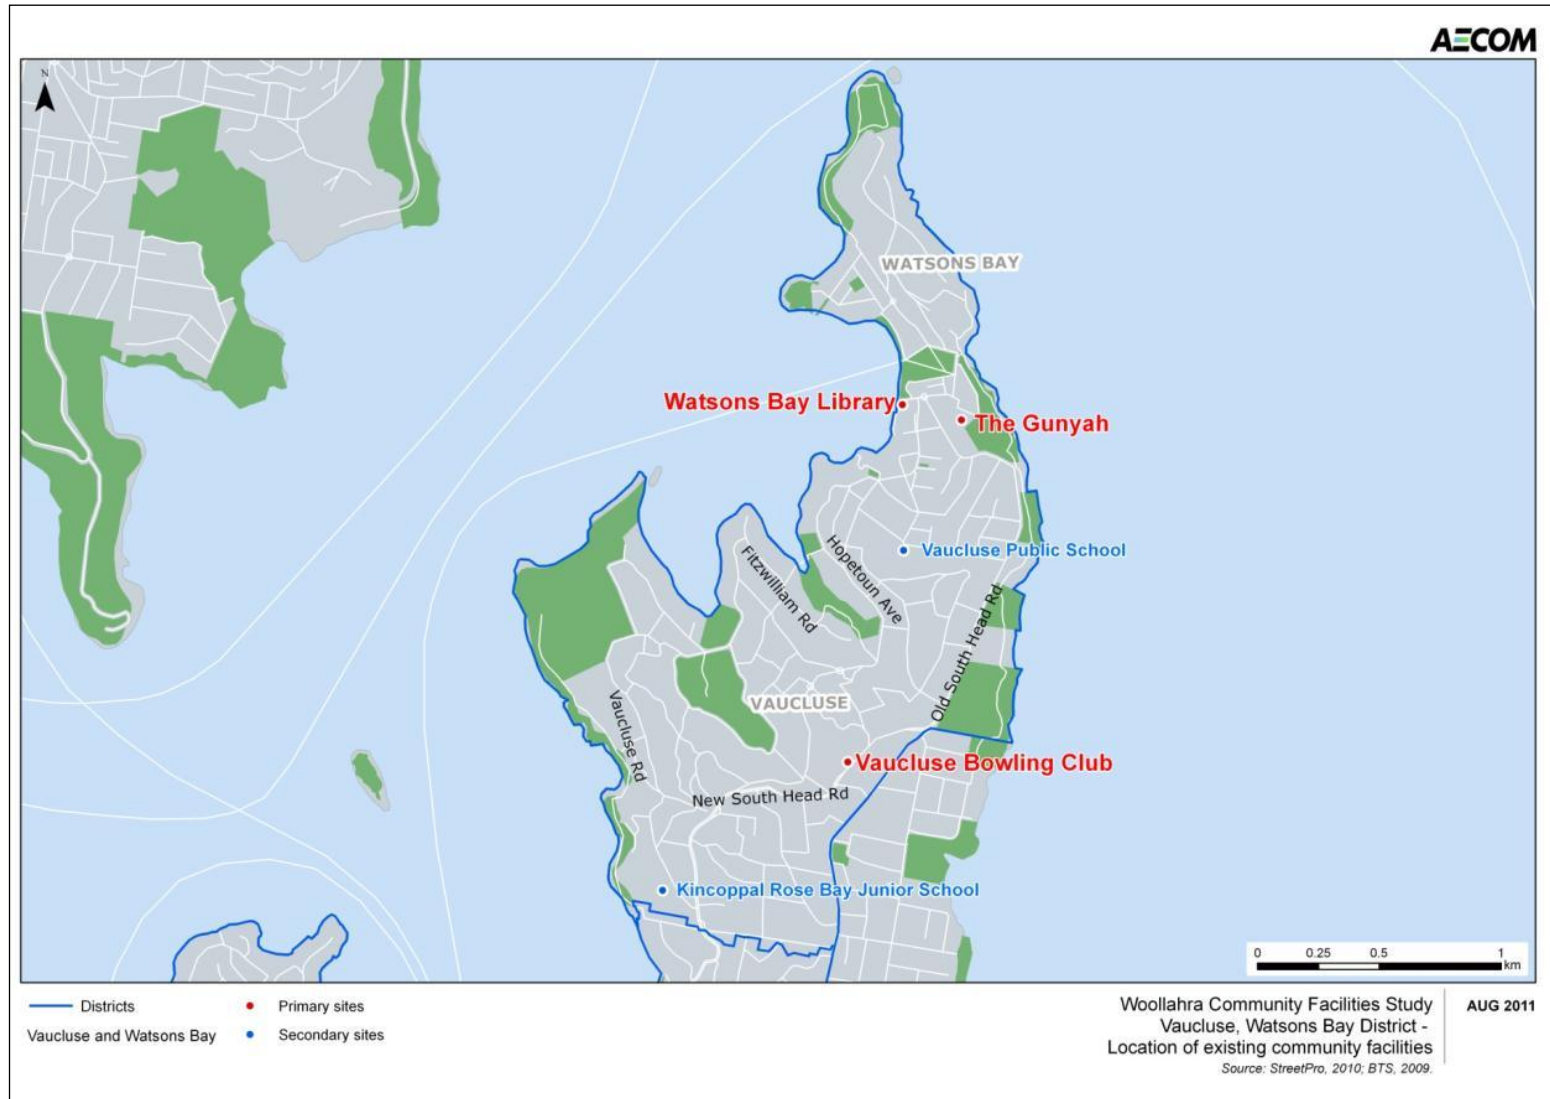 AECOM
N
WATSONS BAY
Watsons Bay Library
The Gunyah
Vaucluse Public School
Hopetoun Ave
Fitzwilliam Rd
Old South Head Rd
Vaucluse Rd
VAUCLUSE
Vaucluse Bowling Club
New South Head Rd
Kincoppal Rose Bay Junior School
0 0.25 0.5 1
km
Districts
Vaucluse and Watsons Bay
Primary sites
Secondary sites
Woollahra Community Facilities Study
Vaucluse, Watsons Bay District -
Location of existing community facilities
Source: StreetPro, 2010; BTS, 2009.
AUG 2011